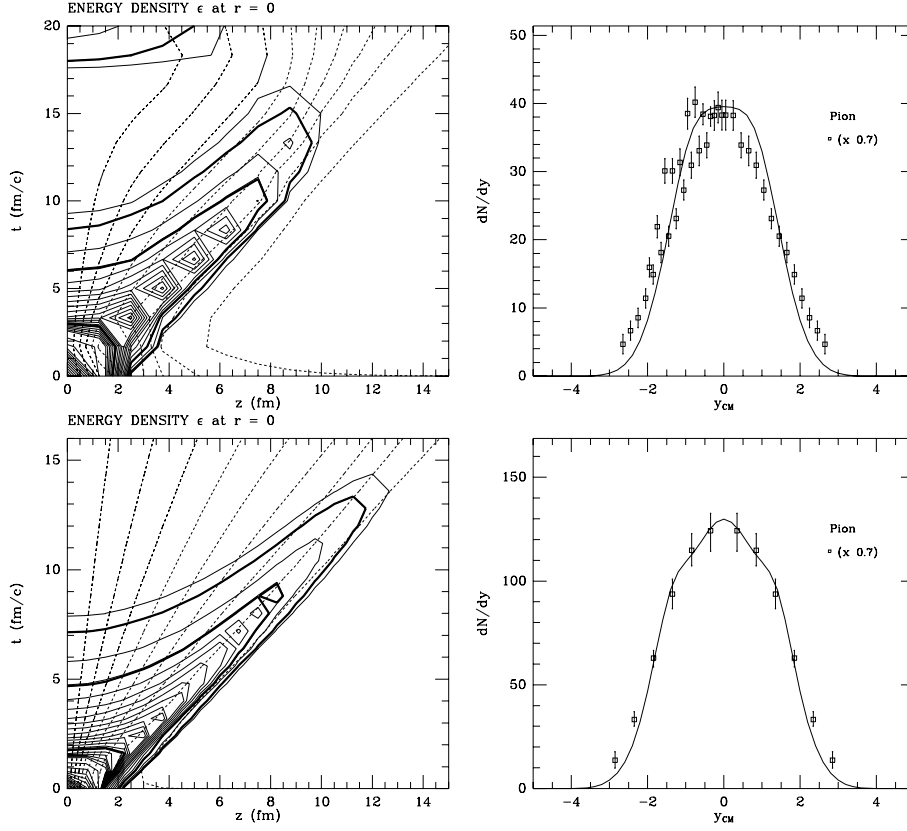 ENERGY DENSITY ϵ at r = 0
20
15
10
5
0
t (fm/c)
0 2 4 6 8 10 12 14
z (fm)
50
40
30
20
10
0
dN/dy
Pion
(x 0.7)
−4 −2 0 2 4
yCM
ENERGY DENSITY ϵ at r = 0
15
10
5
0
t (fm/c)
0 2 4 6 8 10 12 14
z (fm)
150
100
50
0
dN/dy
Pion
(x 0.7)
−4 −2 0 2 4
yCM